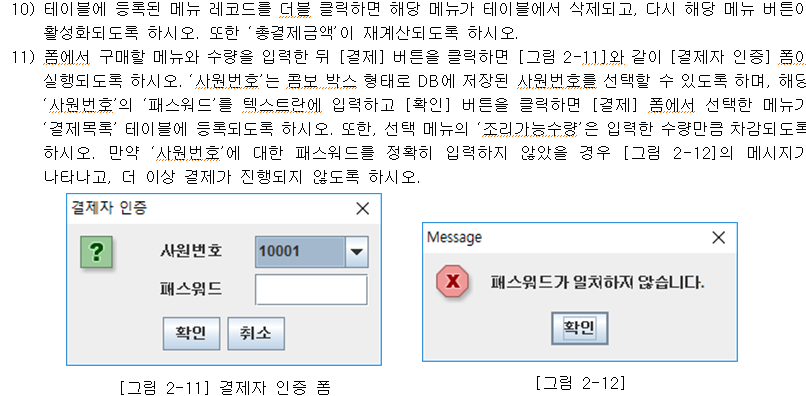 10) 테이블에 등록된 메뉴 레코드를 더블 클릭하면 해당 메뉴가 테이블에서 삭제되고, 다시 해당 메뉴 버튼이
활성화되도록 하시오. 또한 ‘총결제금액’이 재계산되도록 하시오.
11) 폼에서 구매할 메뉴와 수량을 입력한 뒤 [결제] 버튼을 클릭하면 [그림 2-11]와 같이 [결제자 인증] 폼이
실행되도록 하시오. ‘사원번호’는 콤보 박스 형태로 DB에 저장된 사원번호를 선택할 수 있도록 하며, 해당
‘사원번호’의 ‘패스워드’를 텍스트란에 입력하고 [확인] 버튼을 클릭하면 [결제] 폼에서 선택한 메뉴가
‘결제목록’ 테이블에 등록되도록 하시오. 또한, 선택 메뉴의 ‘조리가능수량’은 입력한 수량만큼 차감되도록
하시오. 만약 ‘사원번호’에 대한 패스워드를 정확히 입력하지 않았을 경우 [그림 2-12]의 메시지가
나타나고, 더 이상 결제가 진행되지 않도록 하시오.
결제자 인증
사원번호 10001
패스워드
확인 취소
[그림 2-11] 결제자 인증 폼
Message
패스워드가 일치하지 않습니다.
확인
[그림 2-12]